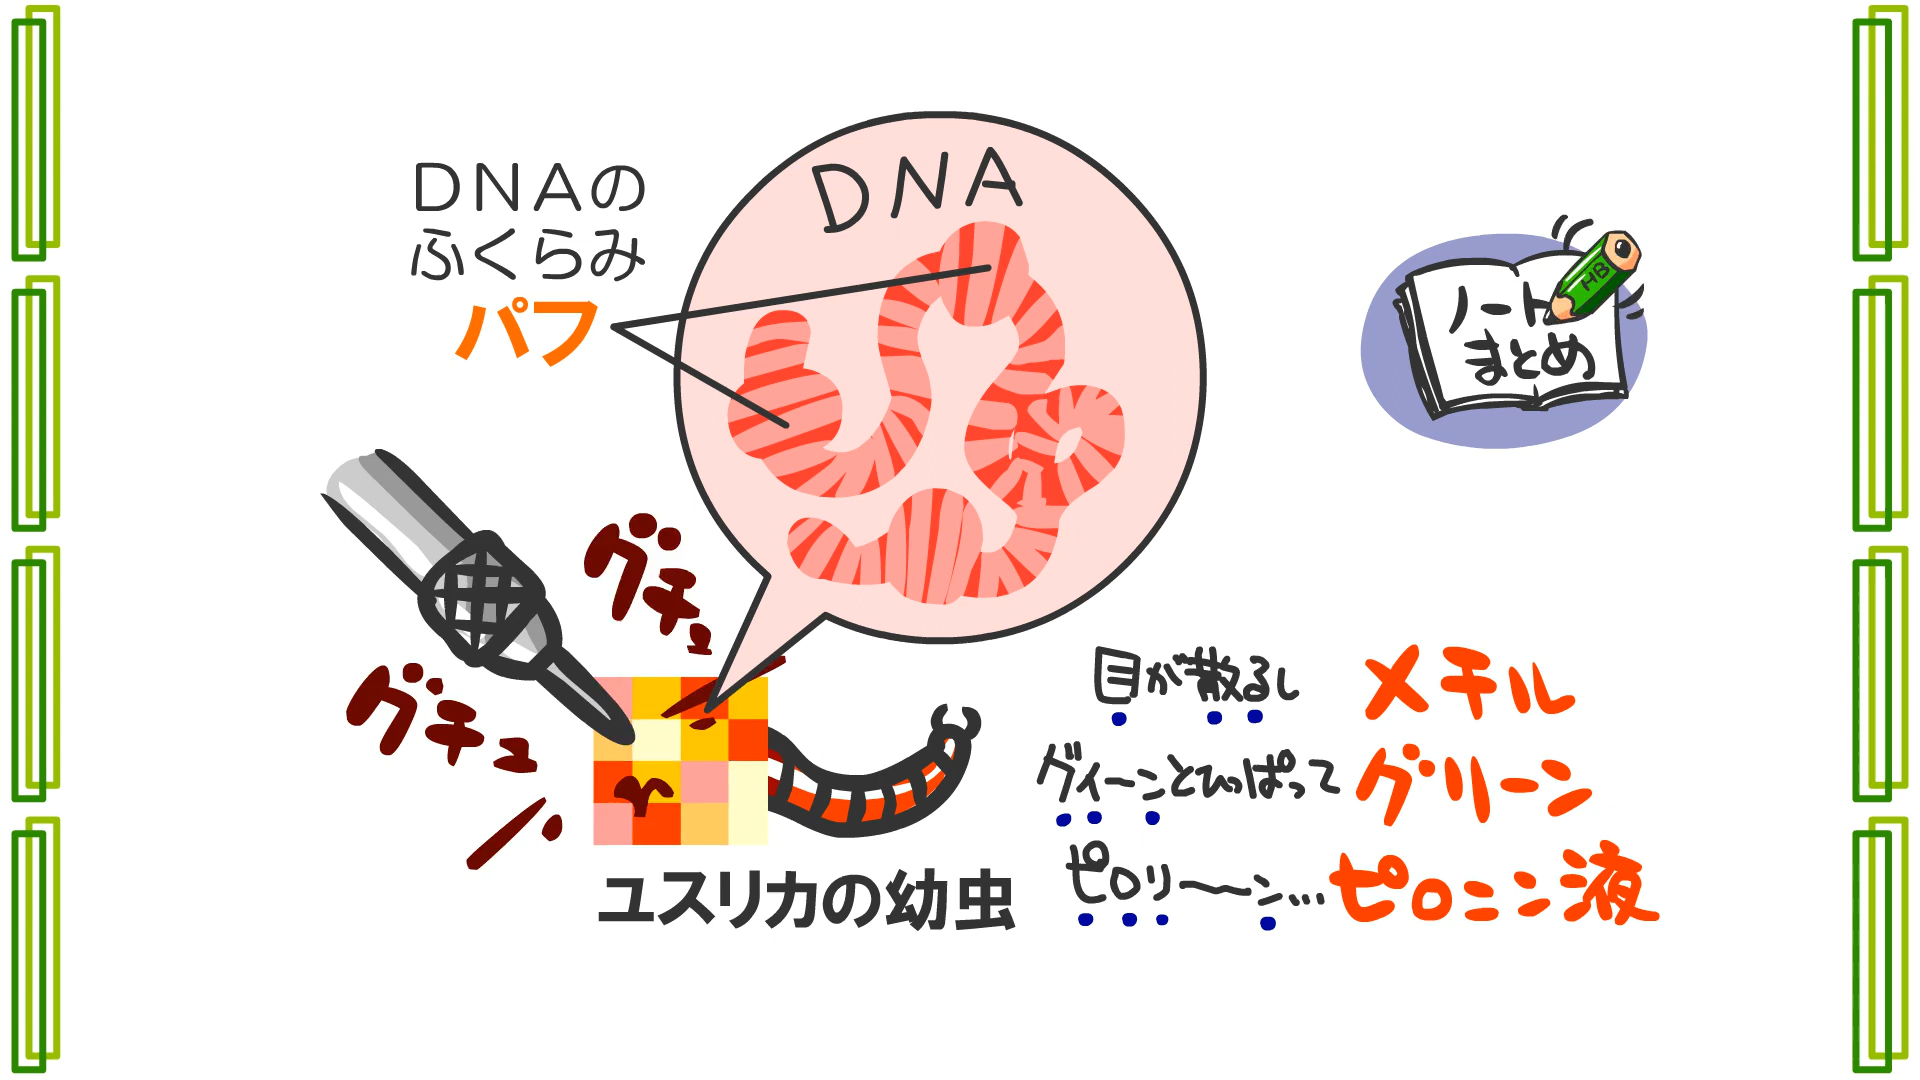 DNA
DNAの
ふくらみ
パフ
ノート
まとめ
HB
グチュ
グチュ
ユスリカの幼虫
目が散るし メチル
グィーンとひっぱって グリーン
ピロリ〜〜ン… ピロニン液